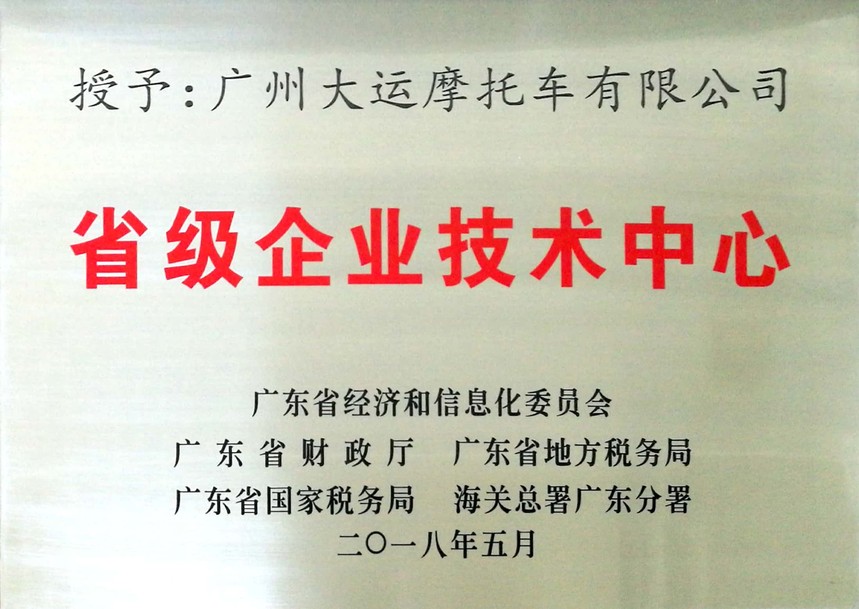 授予:广州大运摩托车有限公司
省级企业技术中心
广东省经济和信息化委员会
广东省财政厅 广东省地方税务局
广东省国家税务局 海关总署广东分署
二〇一八年五月